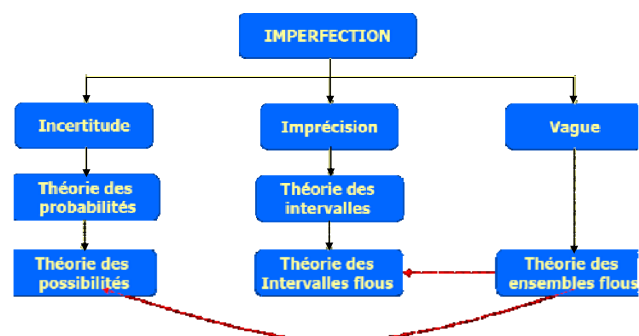 IMPERFECTION
Incertitude
Imprécision
Vague
Théorie des
probabilités
Théorie des
intervalles
Théorie des
possibilités
Théorie des
Intervalles flous
Théorie des
ensembles flous